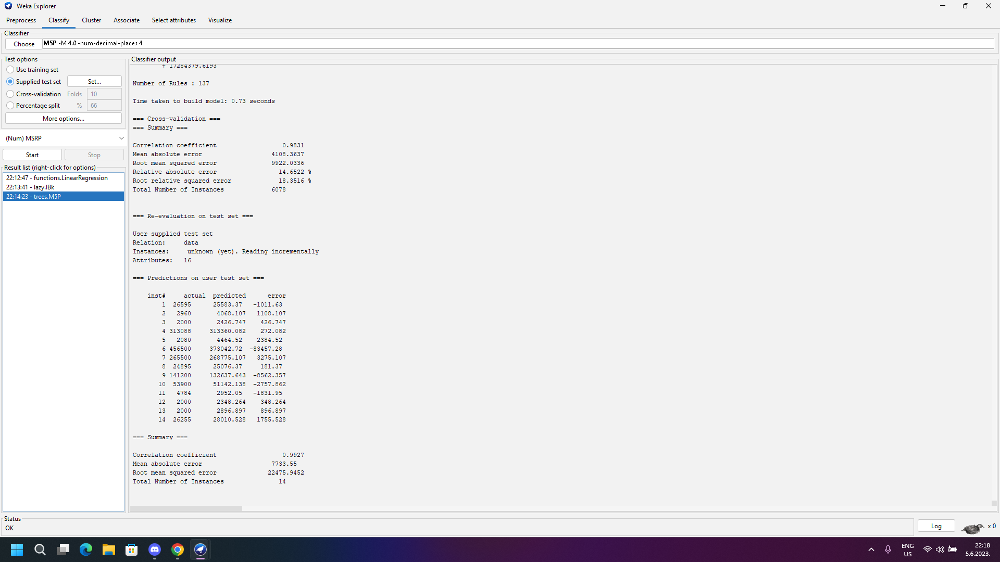 Weka Explorer
Preprocess Classify Cluster Associate Select attributes Visualize
Classifier
Choose M5P -M 4.0 -num-decimal-places 4
Test options
Use training set
Supplied test set Set...
Cross-validation Folds 10
Percentage split % 66
More options...
(Num) MSRP
Start Stop
Result list (right-click for options)
22:12:47 - functions.LinearRegression
22:13:41 - lazy.IBk
22:14:23 - trees.M5P
Classifier output
+ 17284379.6193
Number of Rules : 137
Time taken to build model: 0.73 seconds
=== Cross-validation ===
=== Summary ===
Correlation coefficient 0.9831
Mean absolute error 4108.3637
Root mean squared error 9922.0336
Relative absolute error 14.6522 %
Root relative squared error 18.3516 %
Total Number of Instances 6078
=== Re-evaluation on test set ===
User supplied test set
Relation: data
Instances: unknown (yet). Reading incrementally
Attributes: 16
=== Predictions on user test set ===
inst# actual predicted error
1 26595 25583.37 -1011.63
2 2960 4068.107 1108.107
3 2000 2426.747 426.747
4 313088 313360.082 272.082
5 2080 4464.52 2384.52
6 456500 373042.72 -83457.28
7 265500 268775.107 3275.107
8 24895 25076.37 181.37
9 141200 132637.643 -8562.357
10 53900 51142.138 -2757.862
11 4784 2952.05 -1831.95
12 2000 2348.264 348.264
13 2000 2896.897 896.897
14 26255 28010.528 1755.528
=== Summary ===
Correlation coefficient 0.9927
Mean absolute error 7733.55
Root mean squared error 22475.9452
Total Number of Instances 14
Status
OK
Log x 0
ENG
US
22:18
5.6.2023.